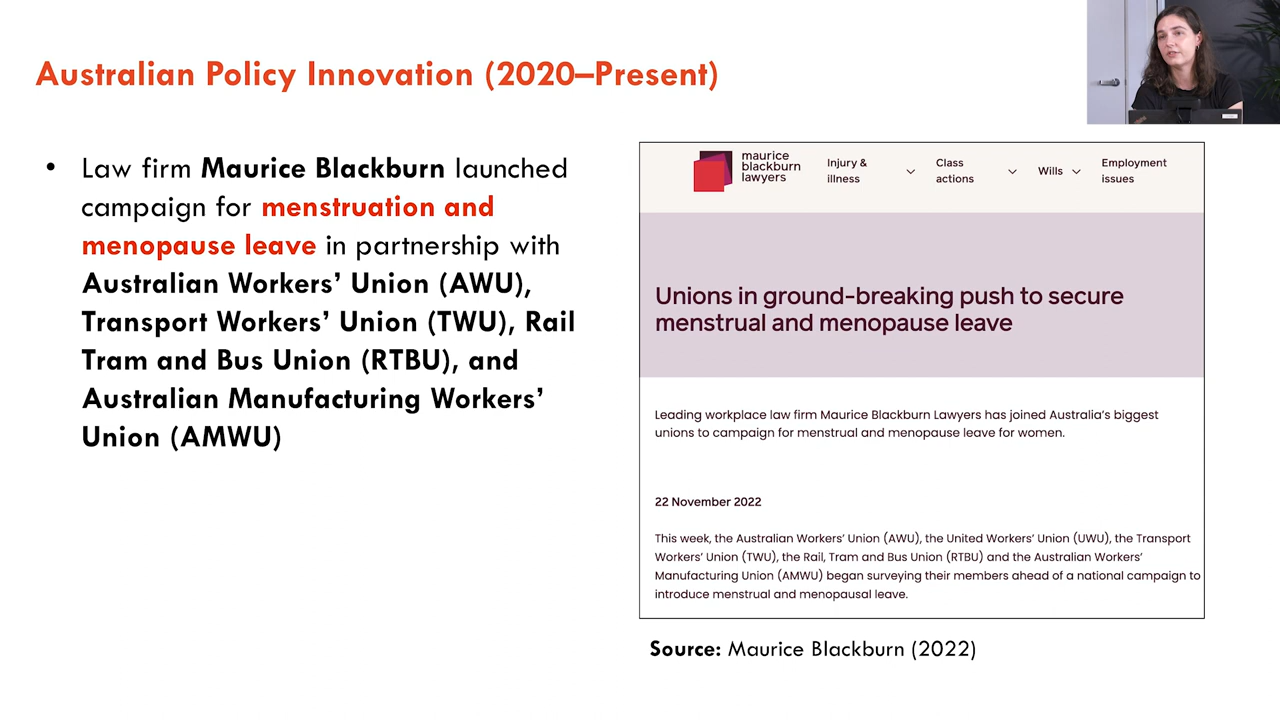 Australian Policy Innovation (2020–Present)
• Law firm Maurice Blackburn launched
campaign for menstruation and
menopause leave in partnership with
Australian Workers’ Union (AWU),
Transport Workers’ Union (TWU), Rail
Tram and Bus Union (RTBU), and
Australian Manufacturing Workers’
Union (AMWU)
maurice
blackburn
lawyers
Injury &
illness
Class
actions
Wills
Employment
issues
Unions in ground-breaking push to secure
menstrual and menopause leave
Leading workplace law firm Maurice Blackburn Lawyers has joined Australia’s biggest
unions to campaign for menstrual and menopause leave for women.
22 November 2022
This week, the Australian Workers’ Union (AWU), the United Workers’ Union (UWU), the Transport
Workers’ Union (TWU), the Rail, Tram and Bus Union (RTBU) and the Australian Workers’
Manufacturing Union (AMWU) began surveying their members ahead of a national campaign to
introduce menstrual and menopausal leave.
Source: Maurice Blackburn (2022)